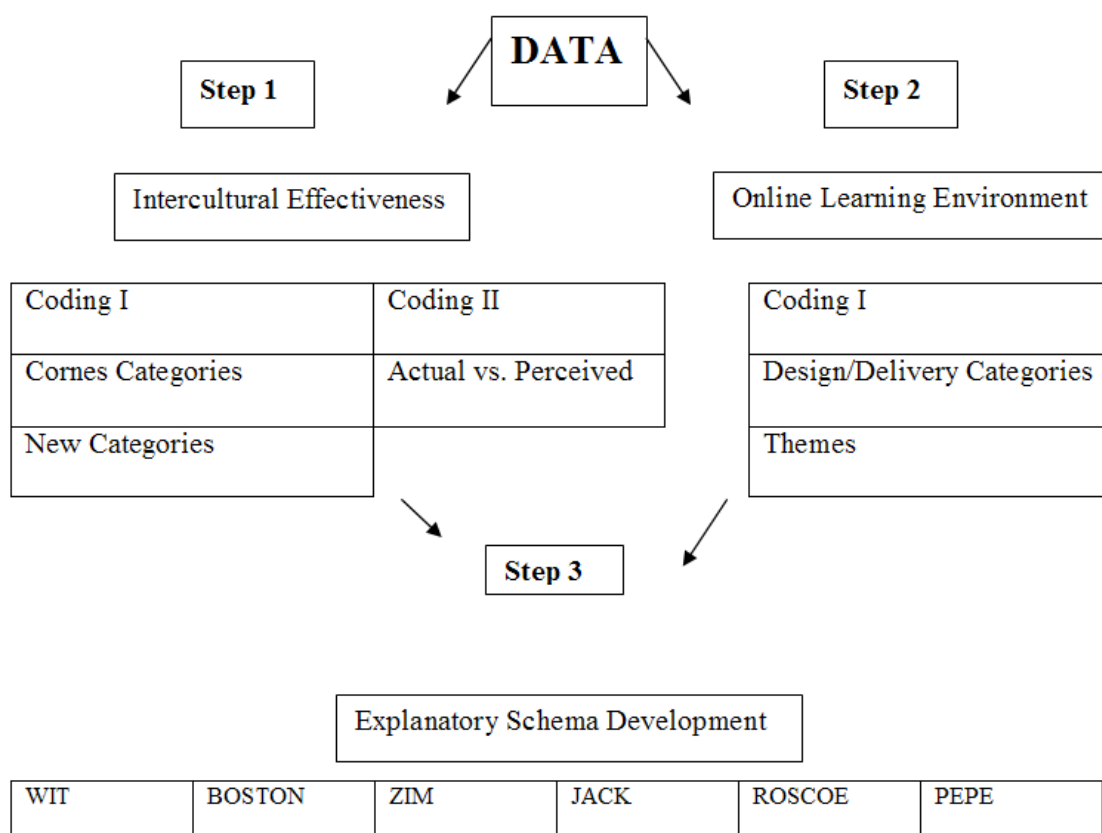 DATA
Step 1
Step 2
Intercultural Effectiveness
Online Learning Environment
Coding I
Coding II
Coding I
Cornes Categories
Actual vs. Perceived
Design/Delivery Categories
New Categories
Themes
Step 3
Explanatory Schema Development
WIT
BOSTON
ZIM
JACK
ROSCOE
PEPE